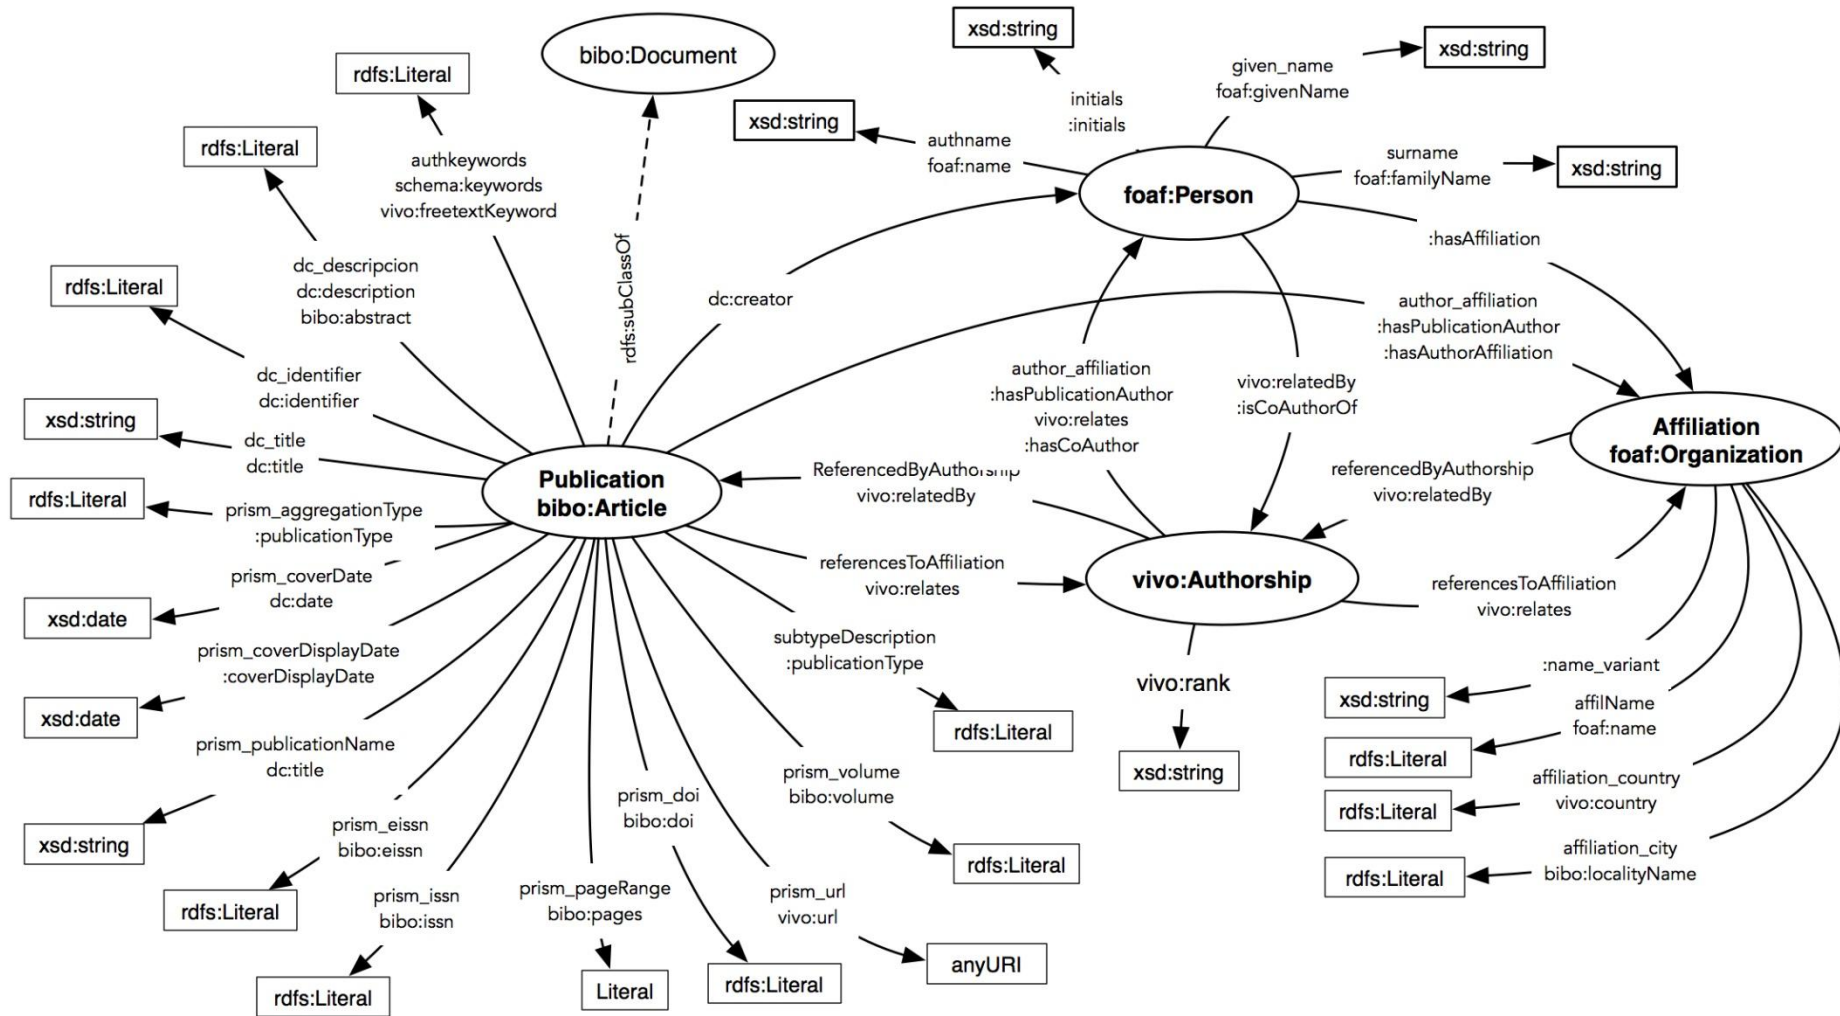 xsd:string
bibo:Document
xsd:string
given_name
foaf:givenName
rdfs:Literal
initials
:initials
xsd:string
authname
foaf:name
rdfs:Literal
surname
foaf:familyName
xsd:string
authkeywords
schema:keywords
vivo:freetextKeyword
foaf:Person
:hasAffiliation
dc_descripcion
dc:description
bibo:abstract
rdfs:Literal
rdfs:subClassOf
dc:creator
author_affiliation
:hasPublicationAuthor
:hasAuthorAffiliation
author_affiliation
:hasPublicationAuthor
vivo:relates
:hasCoAuthor
vivo:relatedBy
:isCoAuthorOf
dc_identifier
dc:identifier
xsd:string
dc_title
dc:title
Affiliation
foaf:Organization
Publication
bibo:Article
ReferencedByAuthorship
vivo:relatedBy
referencedByAuthorship
vivo:relatedBy
rdfs:Literal
prism_aggregationType
:publicationType
referencesToAffiliation
vivo:relates
vivo:Authorship
referencesToAffiliation
vivo:relates
prism_coverDate
dc:date
xsd:date
subtypeDescription
:publicationType
prism_coverDisplayDate
:coverDisplayDate
:name_variant
vivo:rank
xsd:string
xsd:date
affilName
foaf:name
rdfs:Literal
prism_publicationName
dc:title
rdfs:Literal
xsd:string
prism_volume
bibo:volume
affiliation_country
vivo:country
rdfs:Literal
prism_doi
bibo:doi
xsd:string
prism_eissn
bibo:eissn
rdfs:Literal
affiliation_city
bibo:localityName
rdfs:Literal
prism_pageRange
bibo:pages
prism_url
vivo:url
prism_issn
bibo:issn
rdfs:Literal
anyURI
rdfs:Literal
Literal
rdfs:Literal